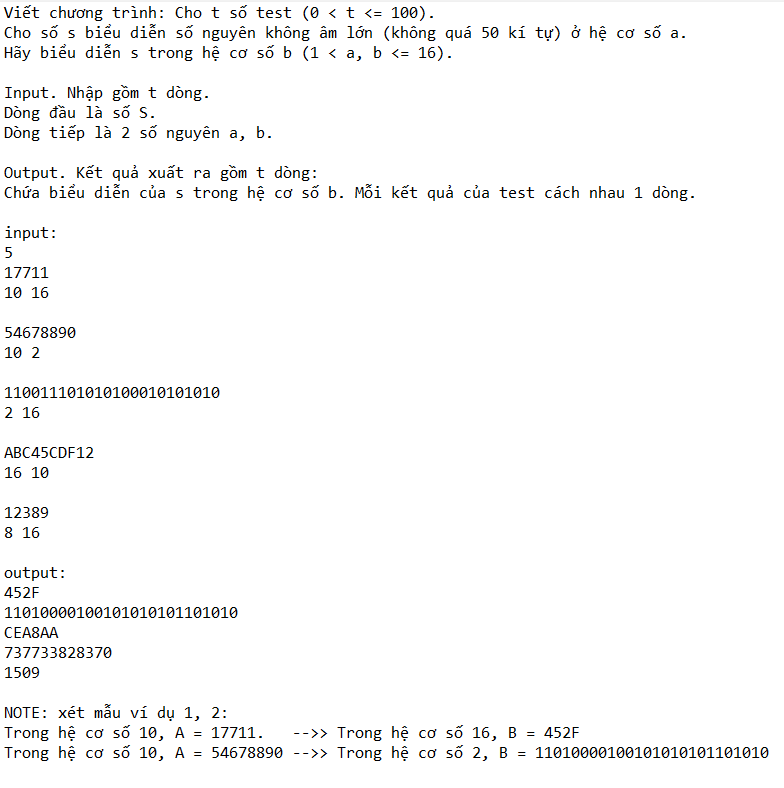 Viết chương trình: Cho t số test (0 < t <= 100).
Cho số s biểu diễn số nguyên không âm lớn (không quá 50 kí tự) ở hệ cơ số a.
Hãy biểu diễn s trong hệ cơ số b (1 < a, b <= 16).
Input. Nhập gồm t dòng.
Dòng đầu là số S.
Dòng tiếp là 2 số nguyên a, b.
Output. Kết quả xuất ra gồm t dòng:
Chứa biểu diễn của s trong hệ cơ số b. Mỗi kết quả của test cách nhau 1 dòng.
input:
5
17711
10 16
54678890
10 2
110011101010100010101010
2 16
ABC45CDF12
16 10
12389
8 16
output:
452F
11010000100101010101101010
CEA8AA
737733828370
1509
NOTE: xét mẫu ví dụ 1, 2:
Trong hệ cơ số 10, A = 17711.   -->> Trong hệ cơ số 16, B = 452F
Trong hệ cơ số 10, A = 54678890 -->> Trong hệ cơ số 2, B = 11010000100101010101101010